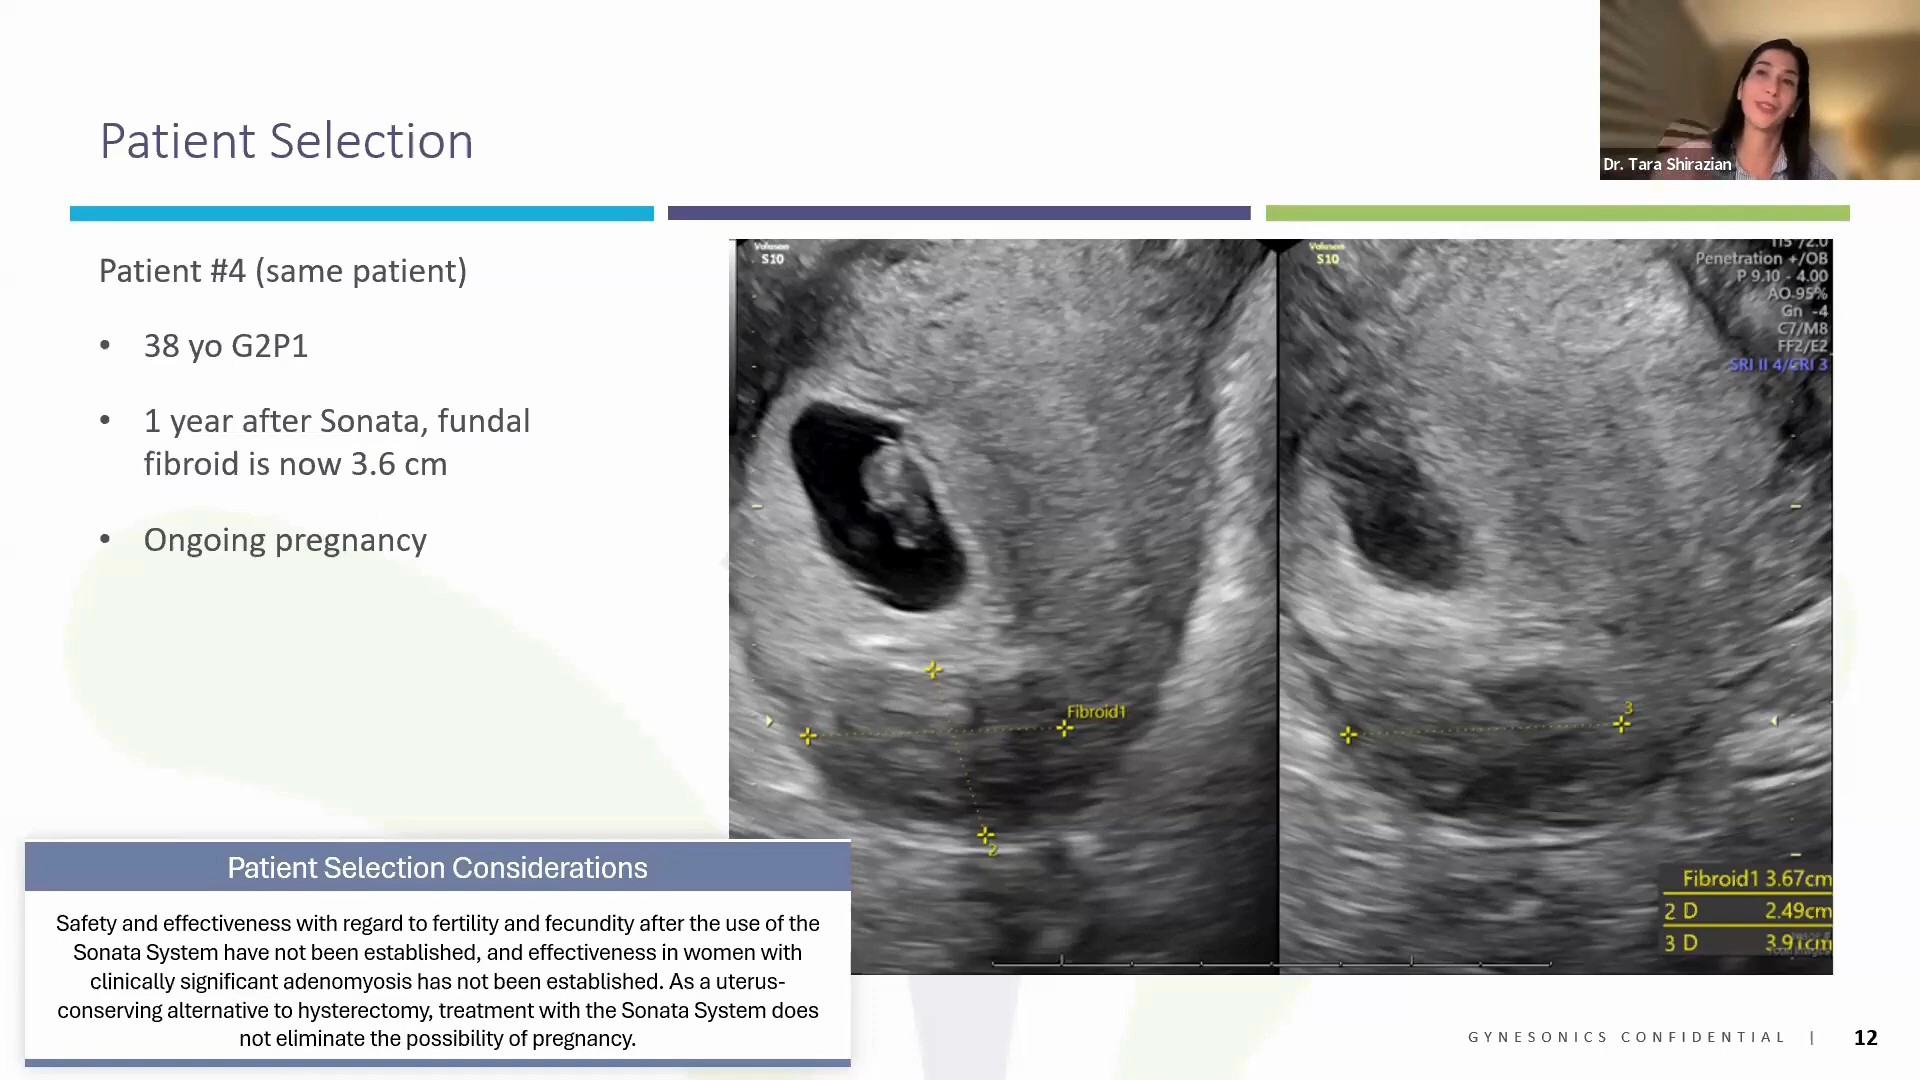 Dr. Tara Shirazian
Patient Selection
Patient #4 (same patient)
• 38 yo G2P1
• 1 year after Sonata, fundal
fibroid is now 3.6 cm
• Ongoing pregnancy
Voluson
S10
Voluson
S10
Penetration +/OB
P 9.10 - 4.00
AO 95%
Gn -4
C7/M8
FF2/E2
SRI II 4/CRI 3
Fibroid1
2
3
Fibroid1 3.67cm
2 D 2.49cm
3 D 3.91cm
Patient Selection Considerations
Safety and effectiveness with regard to fertility and fecundity after the use of the
Sonata System have not been established, and effectiveness in women with
clinically significant adenomyosis has not been established. As a uterus-
conserving alternative to hysterectomy, treatment with the Sonata System does
not eliminate the possibility of pregnancy.
GYNESONICS CONFIDENTIAL | 12